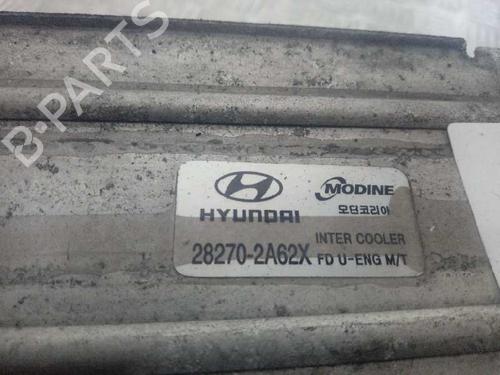 B-PARTS
HYUNDAI
MODINE
모딘코리아
28270-2A62X
INTER COOLER
FD U-ENG M/T